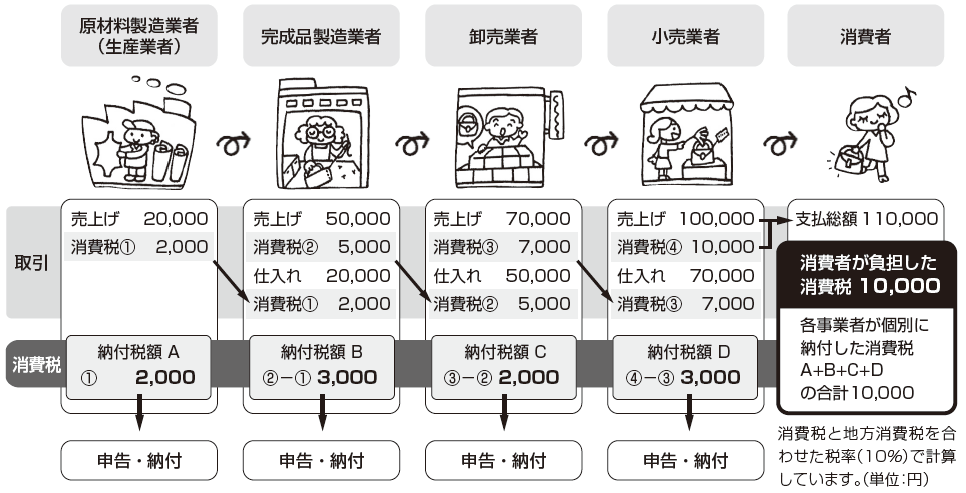 原材料製造業者
（生産業者）
完成品製造業者
卸売業者
小売業者
消費者
取引
売上げ 20,000
消費税① 2,000
売上げ 50,000
消費税② 5,000
仕入れ 20,000
消費税① 2,000
売上げ 70,000
消費税③ 7,000
仕入れ 50,000
消費税② 5,000
売上げ 100,000
消費税④ 10,000
仕入れ 70,000
消費税③ 7,000
支払総額 110,000
消費者が負担した
消費税 10,000
各事業者が個別に
納付した消費税
A+B+C+D
の合計10,000
消費税
納付税額 A
① 2,000
納付税額 B
②－① 3,000
納付税額 C
③－② 2,000
納付税額 D
④－③ 3,000
申告・納付
申告・納付
申告・納付
申告・納付
消費税と地方消費税を合
わせた税率(10%)で計算
しています。(単位：円)